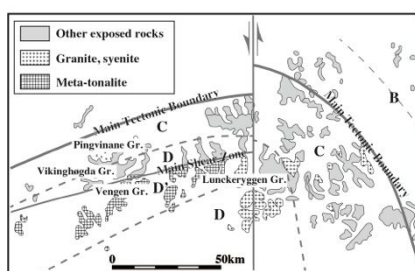 Other exposed rocks
Granite, syenite
Meta-tonalite
B
Main Tectonic Boundary
C
Pingvinane Gr.
Main Tectonic Boundary
C
D
Main Shear Zone
Vikinghøgda Gr.
Lunckeryggen Gr.
Vengen Gr.
D'
D
0
50km